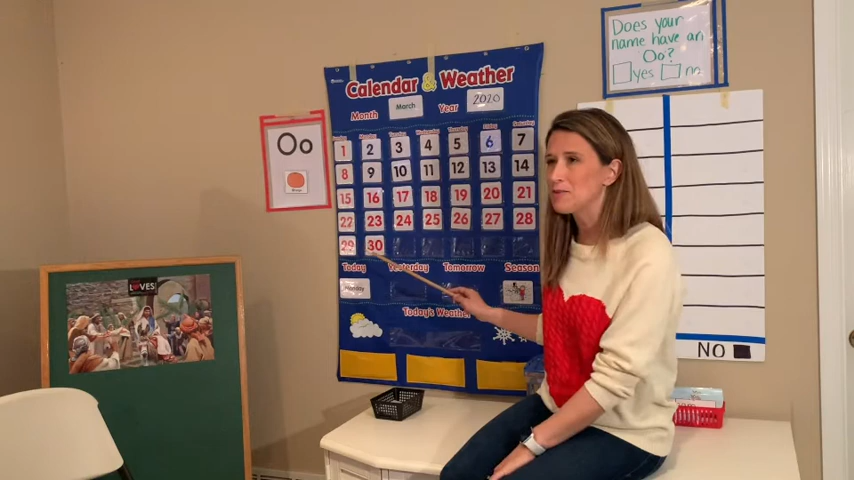 Does your
name have an
Oo?
yes no
Calendar & Weather
Month March Year 2020
Saturday
1 2 3 4 5 6 7
8 9 10 11 12 13 14
15 16 17 18 19 20 21
22 23 24 25 26 27 28
29 30
Today Yesterday Tomorrow Season
Monday
Today's Weather
Oo
LOVES
NO